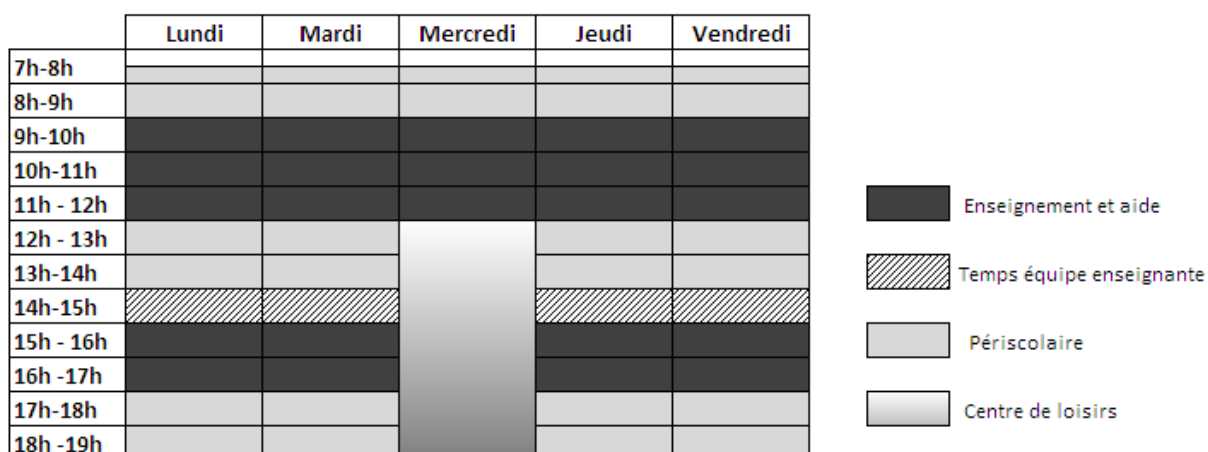 Lundi Mardi Mercredi Jeudi Vendredi
7h-8h
8h-9h
9h-10h
10h-11h
11h - 12h
12h - 13h
13h-14h
14h-15h
15h - 16h
16h -17h
17h-18h
18h -19h
Enseignement et aide
Temps équipe enseignante
Périscolaire
Centre de loisirs